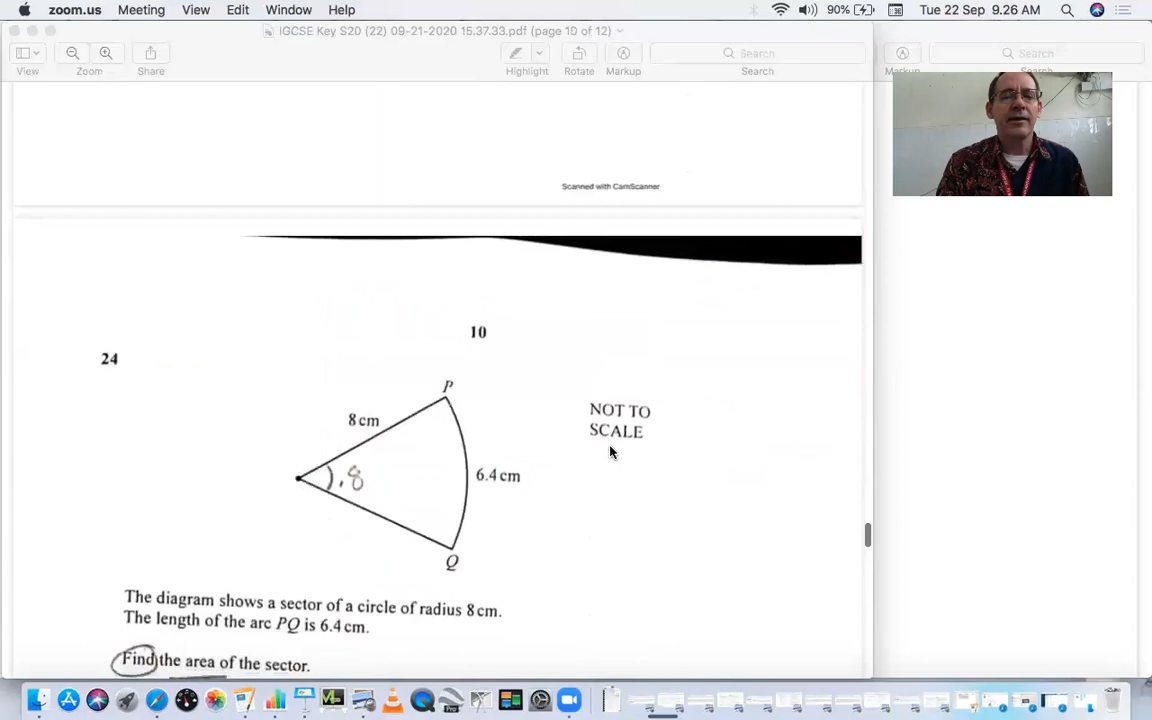 zoom.us Meeting View Edit Window Help 90% Tue 22 Sep 9.26 AM
IGCSE Key S20 (22) 09-21-2020 15.37.33.pdf (page 10 of 12)
Search Search
View Zoom Share Highlight Rotate Markup Search Markup Search
Scanned with CamScanner
10
24
P
8 cm
NOT TO
SCALE
.8
6.4 cm
Q
The diagram shows a sector of a circle of radius 8 cm.
The length of the arc PQ is 6.4 cm.
Find the area of the sector.